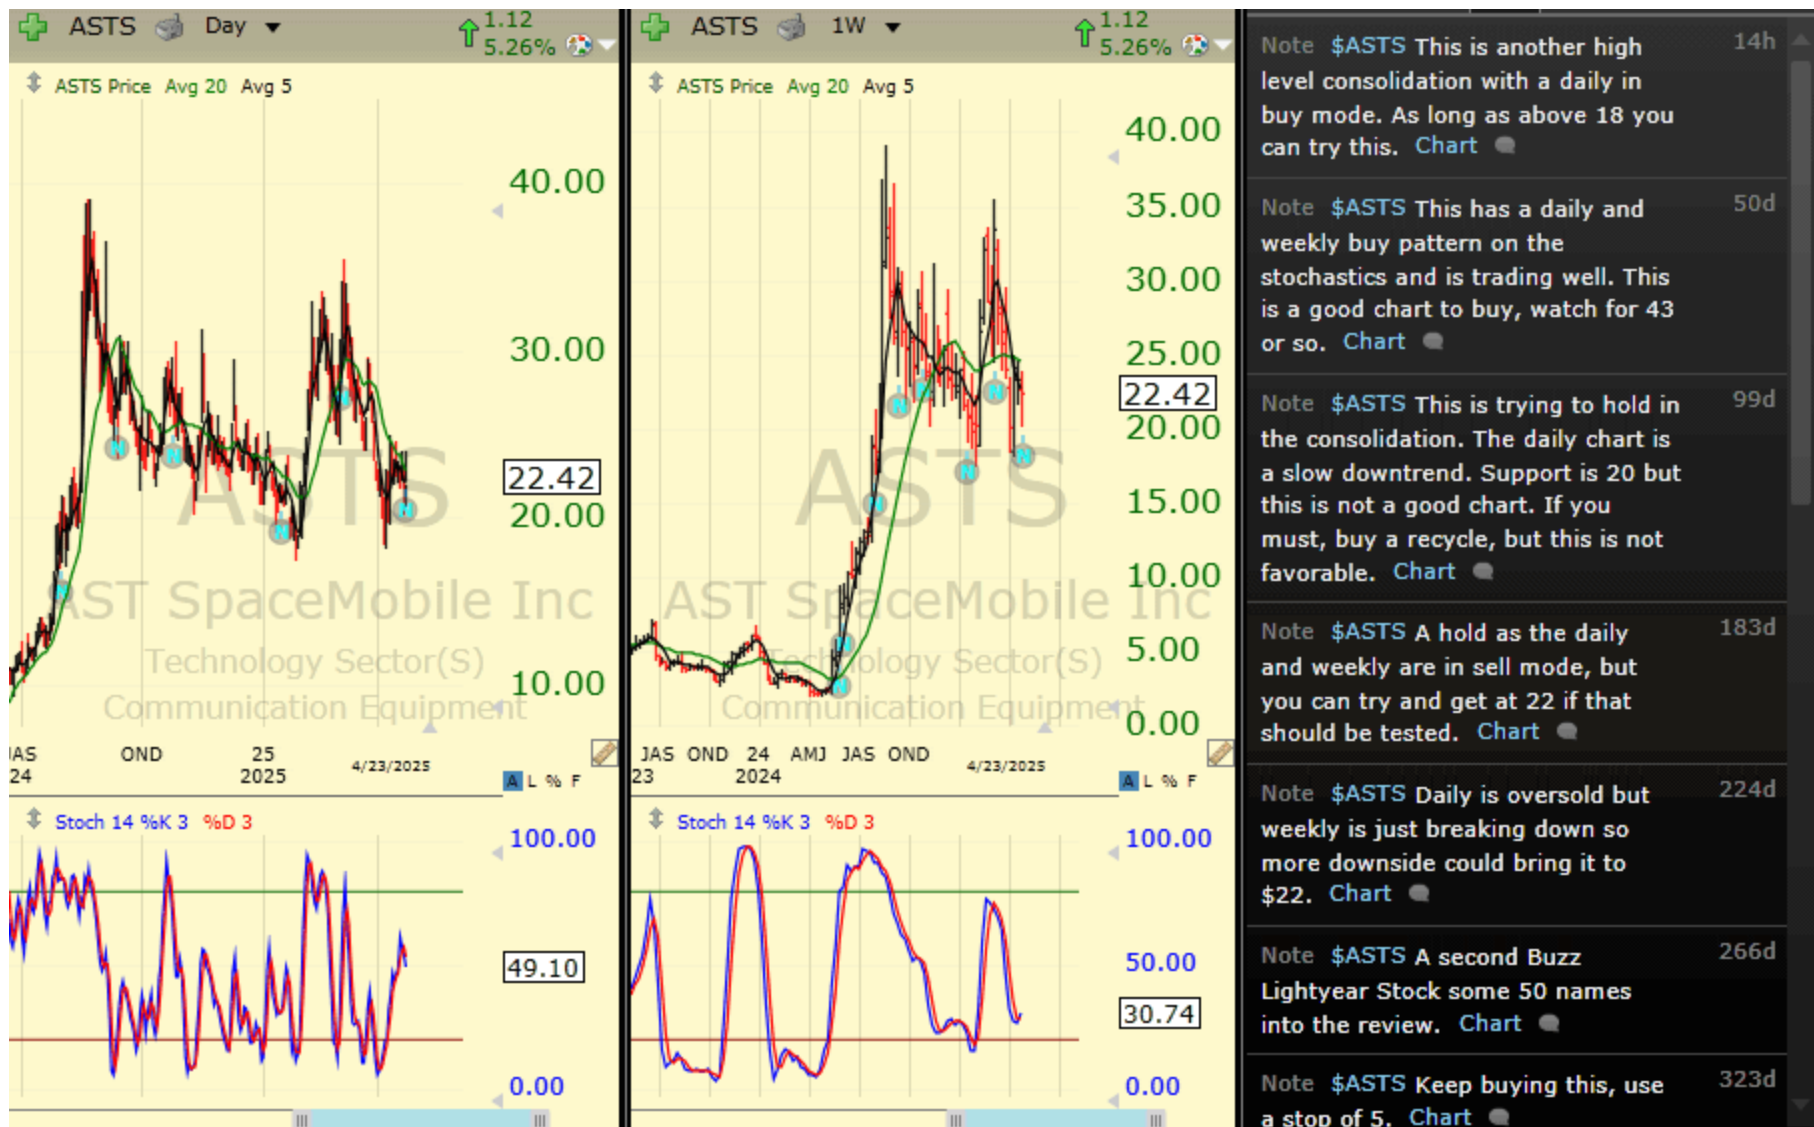 ASTS Day
1.12
5.26%
ASTS Price Avg 20 Avg 5
40.00
30.00
22.42
20.00
10.00
ASTS
AST SpaceMobile Inc
Technology Sector(S)
Communication Equipment
N
N
N
N
N
N
JAS OND 25 4/23/2025
24 2025
A L % F
Stoch 14 %K 3 %D 3
100.00
49.10
0.00
ASTS 1W
1.12
5.26%
ASTS Price Avg 20 Avg 5
40.00
35.00
30.00
25.00
22.42
20.00
15.00
10.00
5.00
0.00
ASTS
AST SpaceMobile Inc
Technology Sector(S)
Communication Equipment
N
N
N
N
N
N
N
N
JAS OND 24 AMJ JAS OND 4/23/2025
23 2024
A L % F
Stoch 14 %K 3 %D 3
100.00
50.00
30.74
0.00
Note $ASTS This is another high 14h
level consolidation with a daily in
buy mode. As long as above 18 you
can try this. Chart
Note $ASTS This has a daily and 50d
weekly buy pattern on the
stochastics and is trading well. This
is a good chart to buy, watch for 43
or so. Chart
Note $ASTS This is trying to hold in 99d
the consolidation. The daily chart is
a slow downtrend. Support is 20 but
this is not a good chart. If you
must, buy a recycle, but this is not
favorable. Chart
Note $ASTS A hold as the daily 183d
and weekly are in sell mode, but
you can try and get at 22 if that
should be tested. Chart
Note $ASTS Daily is oversold but 224d
weekly is just breaking down so
more downside could bring it to
$22. Chart
Note $ASTS A second Buzz 266d
Lightyear Stock some 50 names
into the review. Chart
Note $ASTS Keep buying this, use 323d
a stop of 5. Chart